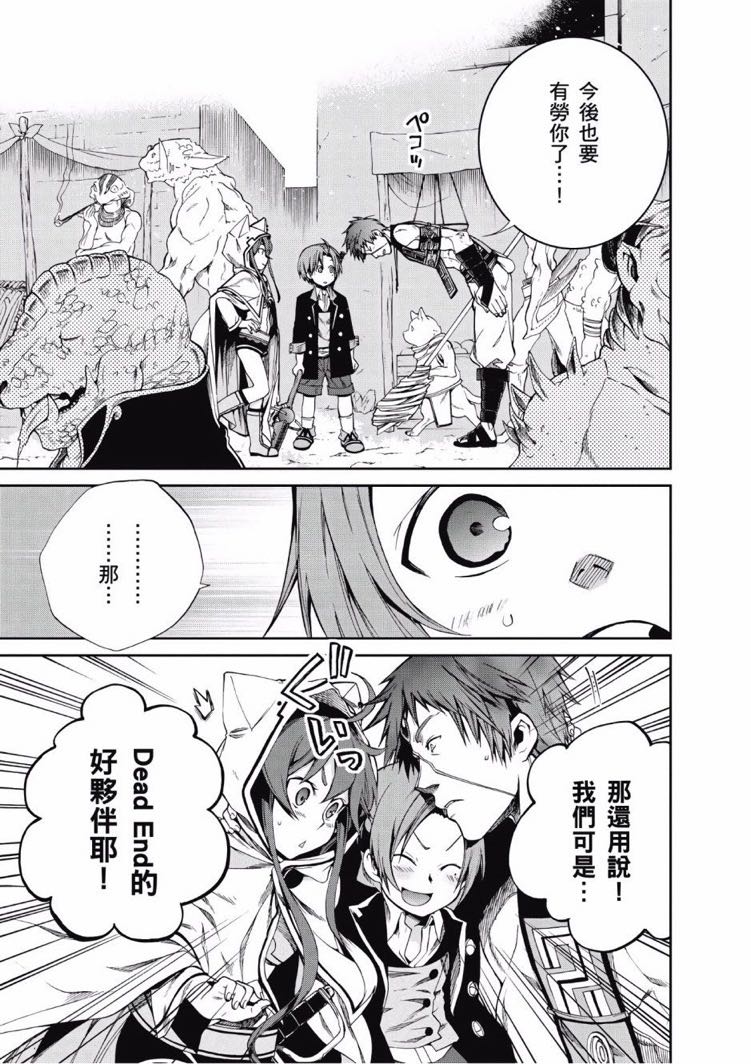 今後也要
有勞你了…！
ペコッ
…………
……那…
ぐいっ
那還用說！
我們可是…
Dead End的
好夥伴耶！